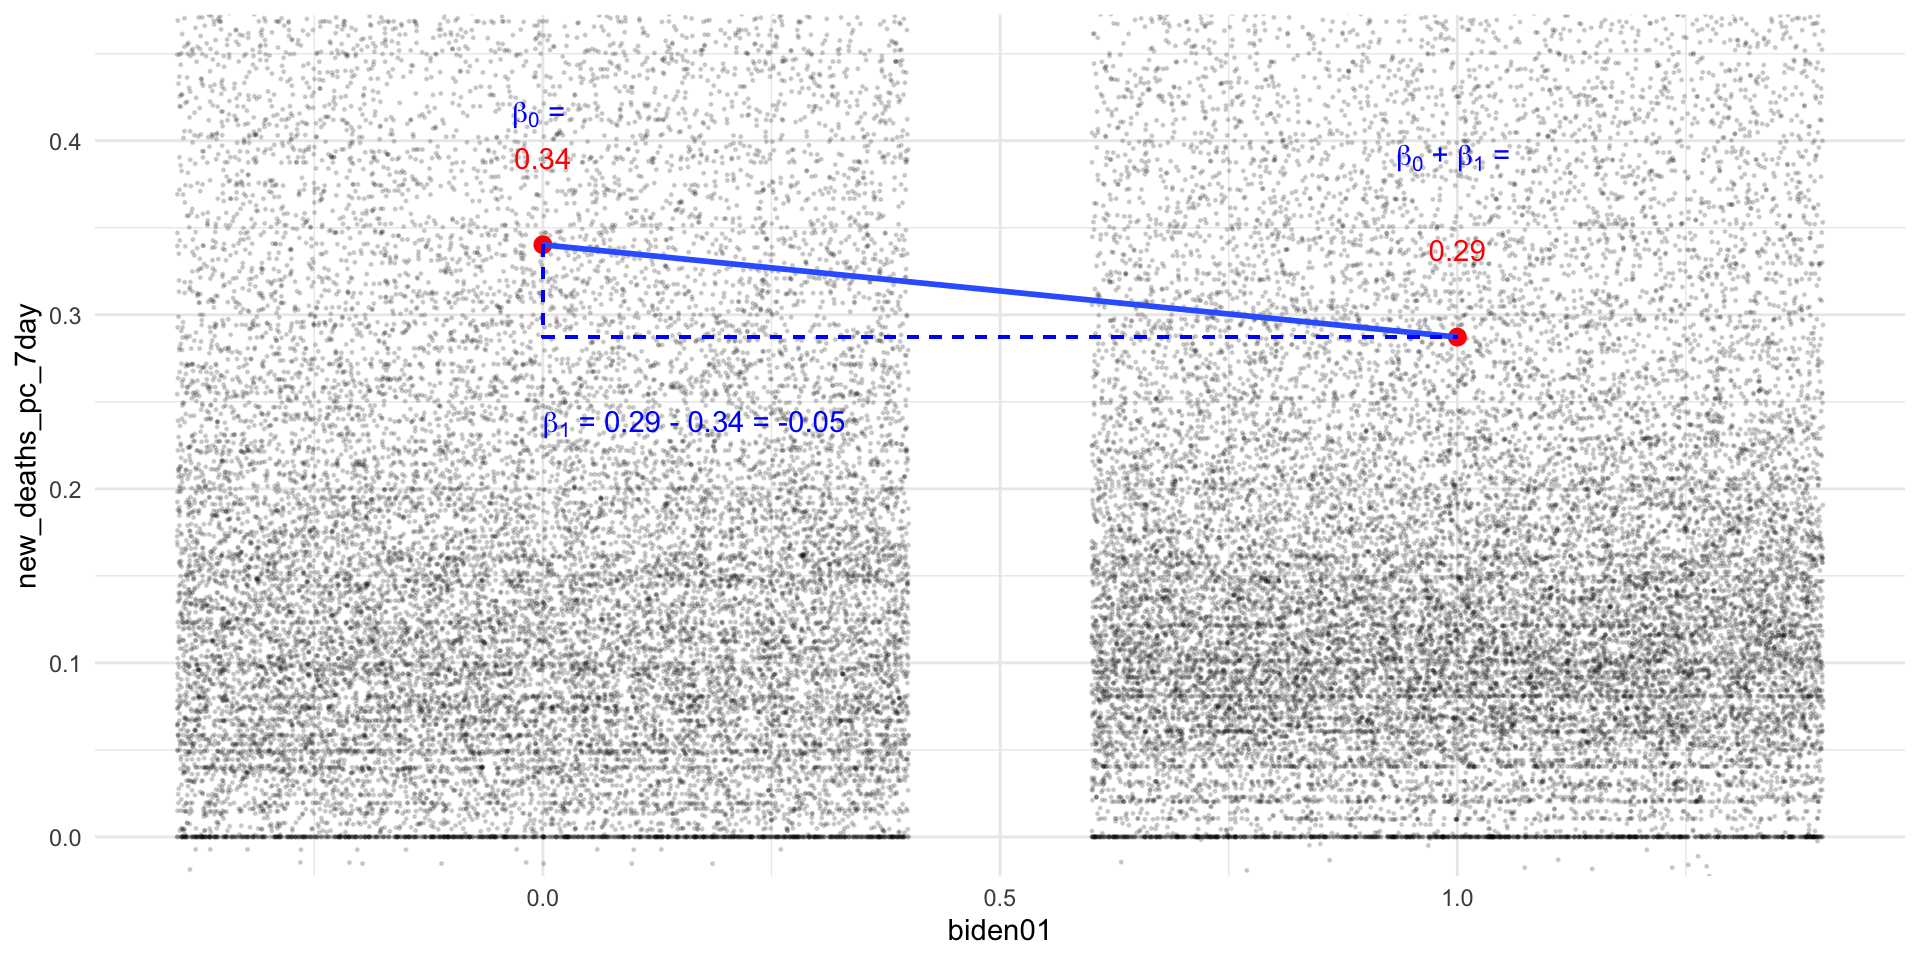 β₀ =
0.34
β₀ + β₁ =
0.29
β₁ = 0.29 - 0.34 = -0.05
new_deaths_pc_7day
0.4
0.3
0.2
0.1
0.0
0.0
0.5
1.0
biden01